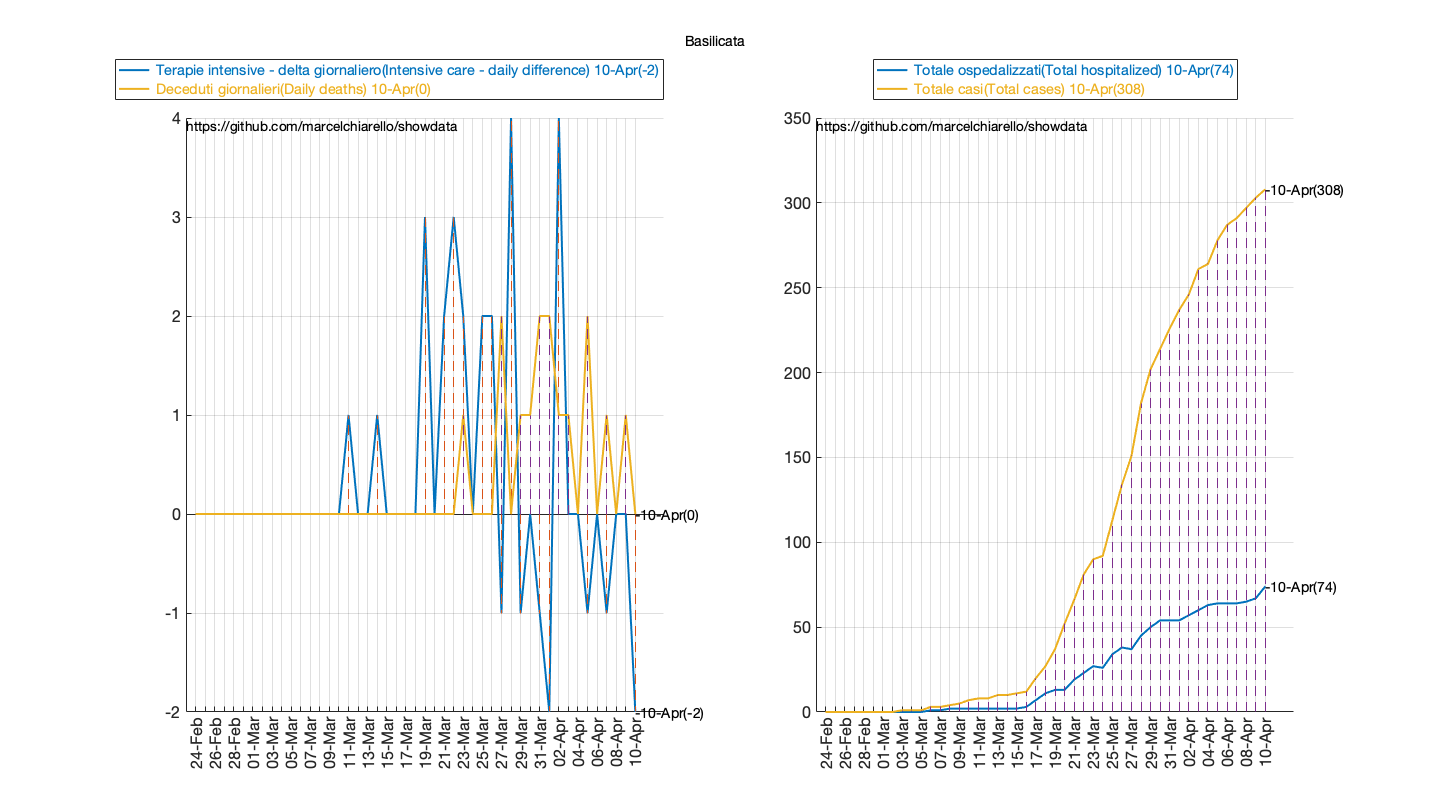 Basilicata
Terapie intensive - delta giornaliero(Intensive care - daily difference) 10-Apr(-2)
Deceduti giornalieri(Daily deaths) 10-Apr(0)
https://github.com/marcelchiarello/showdata
4
3
2
1
0
-1
-2
10-Apr(0)
10-Apr(-2)
24-Feb
26-Feb
28-Feb
01-Mar
03-Mar
05-Mar
07-Mar
09-Mar
11-Mar
13-Mar
15-Mar
17-Mar
19-Mar
21-Mar
23-Mar
25-Mar
27-Mar
29-Mar
31-Mar
02-Apr
04-Apr
06-Apr
08-Apr
10-Apr
Totale ospedalizzati(Total hospitalized) 10-Apr(74)
Totale casi(Total cases) 10-Apr(308)
https://github.com/marcelchiarello/showdata
350
300
250
200
150
100
50
0
10-Apr(308)
10-Apr(74)
24-Feb
26-Feb
28-Feb
01-Mar
03-Mar
05-Mar
07-Mar
09-Mar
11-Mar
13-Mar
15-Mar
17-Mar
19-Mar
21-Mar
23-Mar
25-Mar
27-Mar
29-Mar
31-Mar
02-Apr
04-Apr
06-Apr
08-Apr
10-Apr